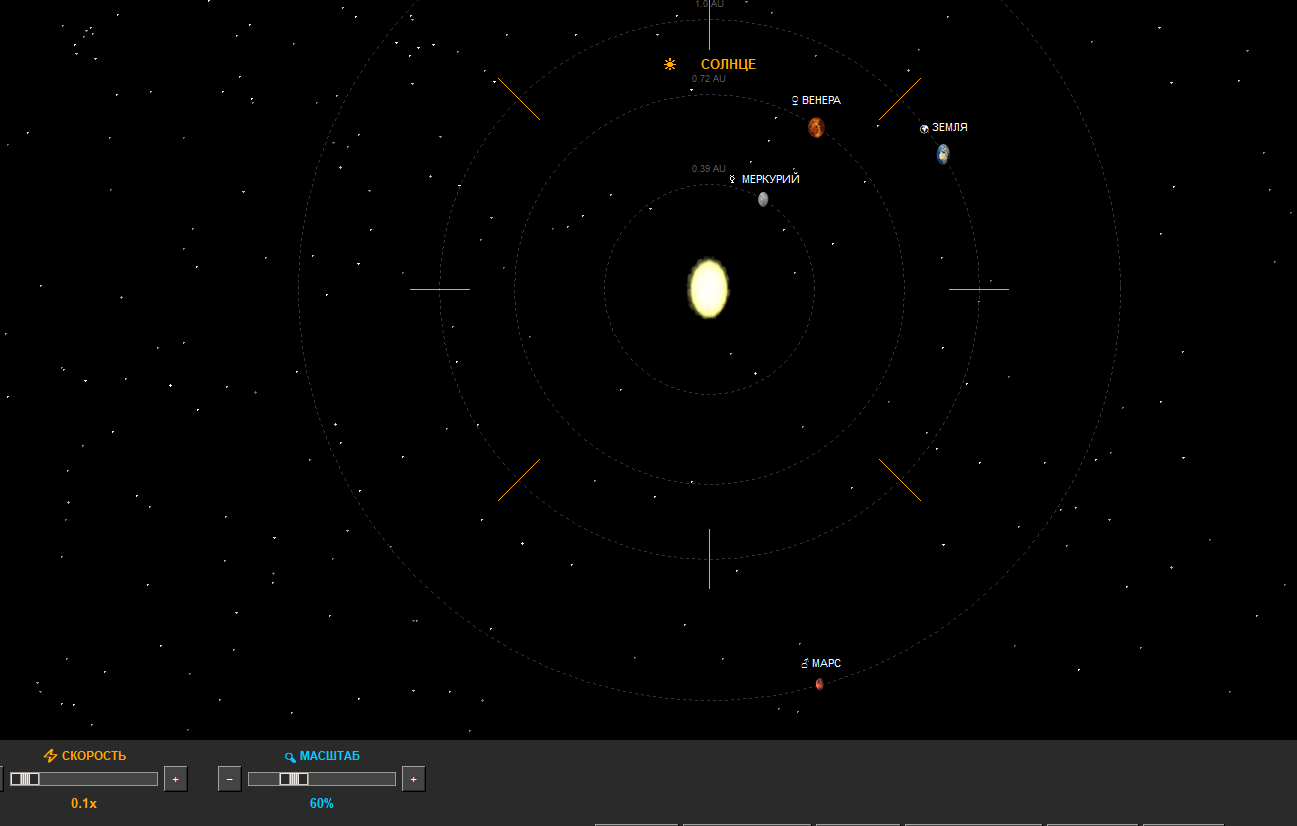 1.0 AU
☀ СОЛНЦЕ
0.72 AU
♀ ВЕНЕРА
ЗЕМЛЯ
0.39 AU
☿ МЕРКУРИЙ
♂ МАРС
⚡ СКОРОСТЬ
+
0.1x
🔍 МАСШТАБ
− +
60%